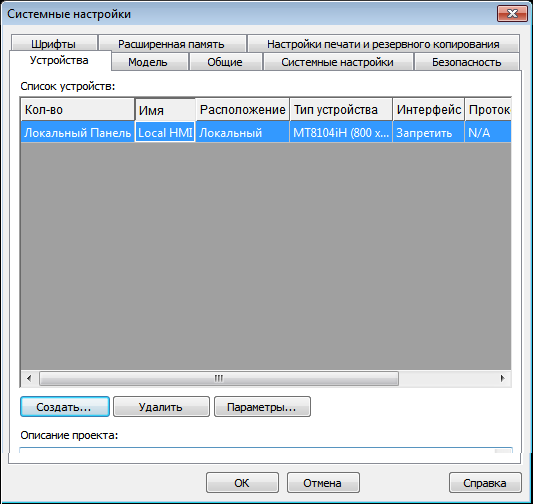 Системные настройки
Шрифты Расширенная память Настройки печати и резервного копирования
Устройства Модель Общие Системные настройки Безопасность
Список устройств:
Кол-во Имя Расположение Тип устройства Интерфейс Проток
Локальный Панель Local HMI Локальный MT8104iH (800 x... Запретить N/A
Создать... Удалить Параметры...
Описание проекта:
OK Отмена Справка